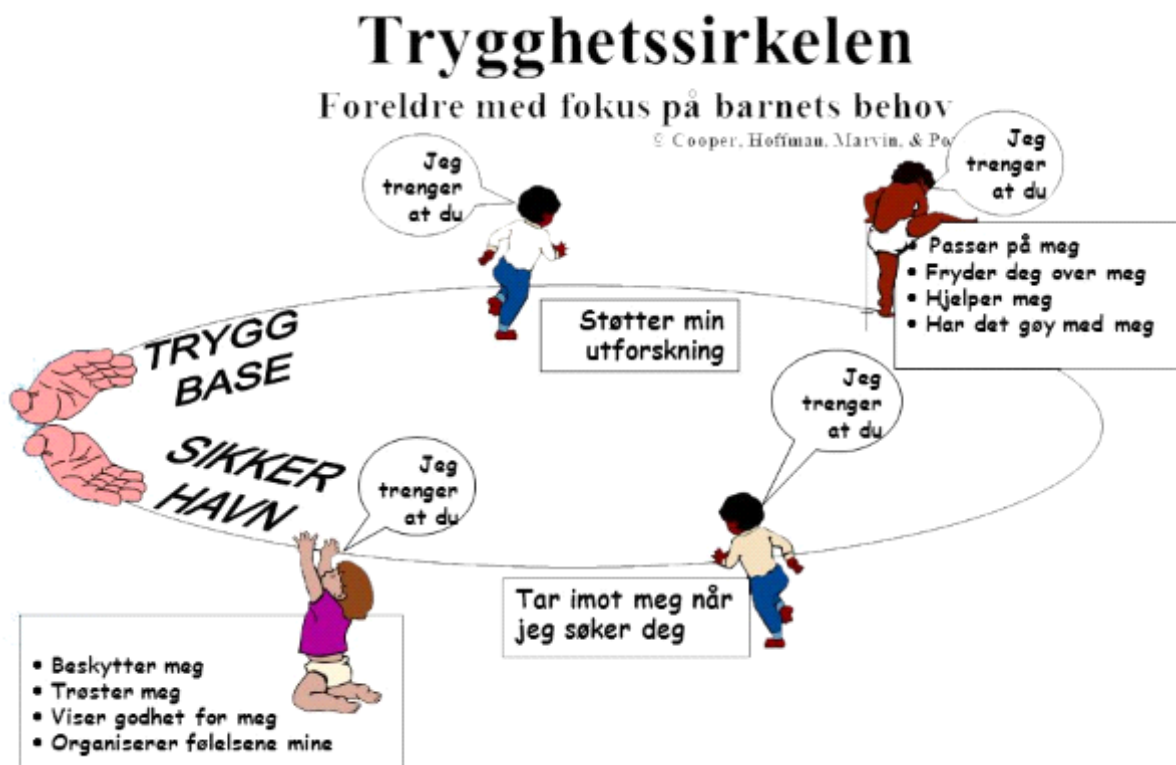 Trygghetssirkelen
Foreldre med fokus på barnets behov
© Cooper, Hoffman, Marvin, &
Jeg
trenger
at du
Jeg
trenger
at du
• Passer på meg
• Fryder deg over meg
• Hjelper meg
• Har det gøy med meg
Støtter min
utforskning
TRYGG
BASE
Jeg
trenger
at du
SIKKER
HAVN
Jeg
trenger
at du
Tar imot meg når
jeg søker deg
• Beskytter meg
• Trøster meg
• Viser godhet for meg
• Organiserer følelsene mine